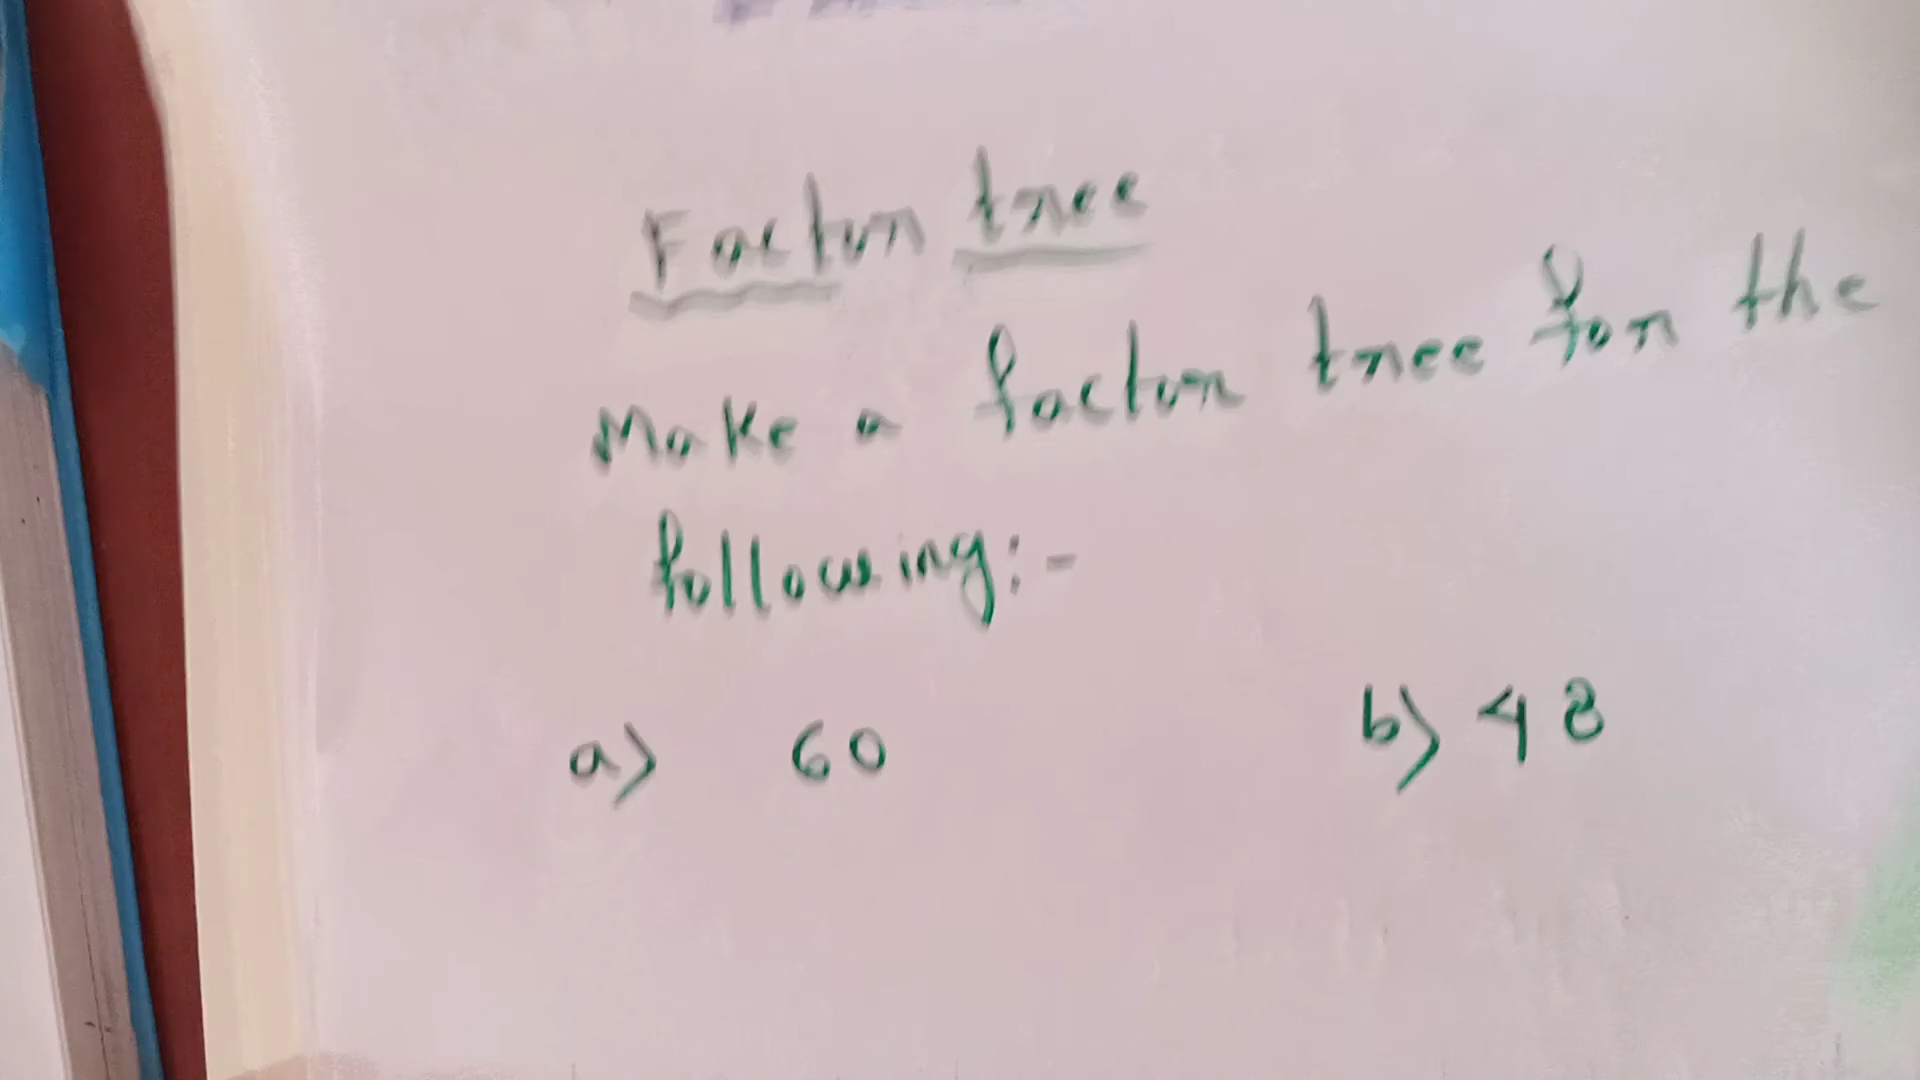 Factor tree
Make a factor tree for the
following:-
a) 60 b) 48